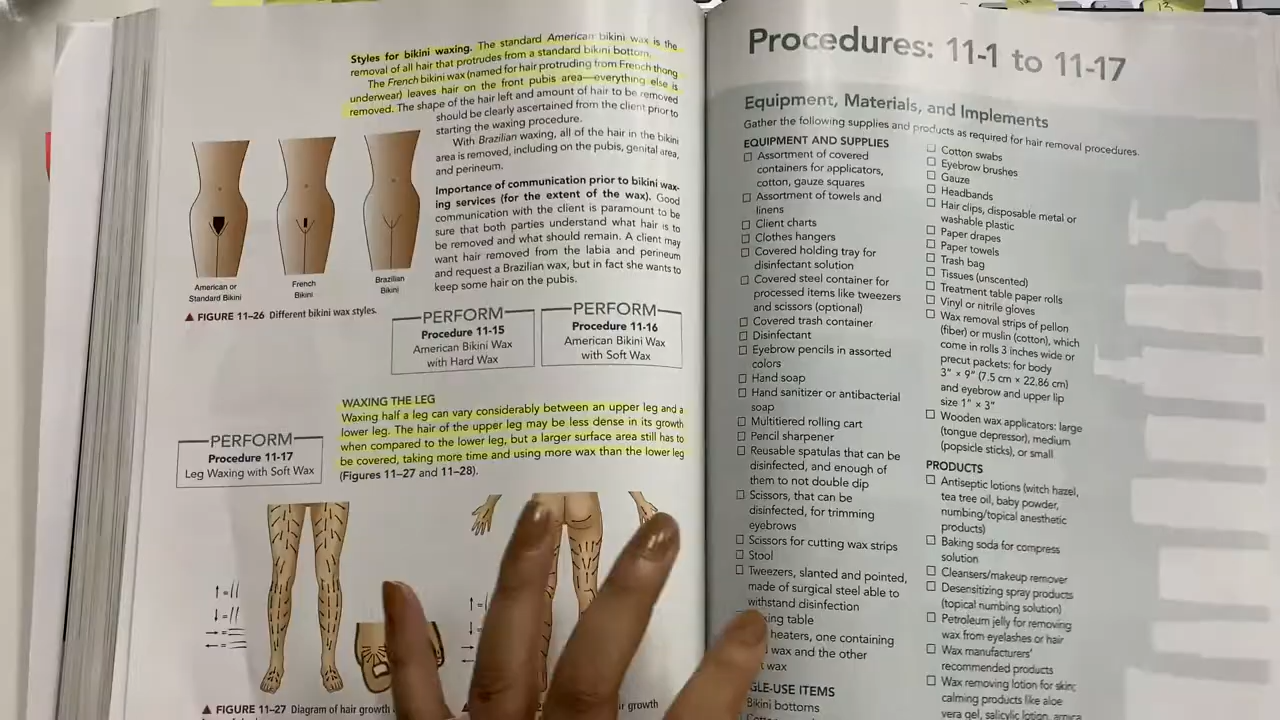 Styles for bikini waxing. The standard American bikini wax is the
removal of all hair that protrudes from a standard bikini bottom.
The French bikini wax (named for hair protruding from French thong
underwear) leaves hair on the front pubis area—everything else is
removed. The shape of the hair left and amount of hair to be removed
should be clearly ascertained from the client prior to
starting the waxing procedure.
With Brazilian waxing, all of the hair in the bikini
area is removed, including on the pubis, genital area,
and perineum.
Importance of communication prior to bikini wax-
ing services (for the extent of the wax). Good
communication with the client is paramount to be
sure that both parties understand what hair is to
be removed and what should remain. A client may
want hair removed from the labia and perineum
and request a Brazilian wax, but in fact she wants to
keep some hair on the pubis.
American or
Standard Bikini
French
Bikini
Brazilian
Bikini
▲ FIGURE 11-26 Different bikini wax styles.
PERFORM
Procedure 11-15
American Bikini Wax
with Hard Wax
PERFORM
Procedure 11-16
American Bikini Wax
with Soft Wax
WAXING THE LEG
Waxing half a leg can vary considerably between an upper leg and a
lower leg. The hair of the upper leg may be less dense in its growth
when compared to the lower leg, but a larger surface area still has to
be covered, taking more time and using more wax than the lower leg
(Figures 11–27 and 11–28).
PERFORM
Procedure 11-17
Leg Waxing with Soft Wax
▲ FIGURE 11-27 Diagram of hair growth
growth
Procedures: 11-1 to 11-17
Equipment, Materials, and Implements
Gather the following supplies and products as required for hair removal procedures.
EQUIPMENT AND SUPPLIES
☐ Assortment of covered
containers for applicators,
cotton, gauze squares
☐ Assortment of towels and
linens
☐ Client charts
☐ Clothes hangers
☐ Covered holding tray for
disinfectant solution
☐ Covered steel container for
processed items like tweezers
and scissors (optional)
☐ Covered trash container
☐ Disinfectant
☐ Eyebrow pencils in assorted
colors
☐ Hand soap
☐ Hand sanitizer or antibacterial
soap
☐ Multitiered rolling cart
☐ Pencil sharpener
☐ Reusable spatulas that can be
disinfected, and enough of
them to not double dip
☐ Scissors, that can be
disinfected, for trimming
eyebrows
☐ Scissors for cutting wax strips
☐ Stool
☐ Tweezers, slanted and pointed,
made of surgical steel able to
withstand disinfection
table
heaters, one containing
wax and the other
wax
ITEMS
Bikini bottoms
☐ Cotton swabs
☐ Eyebrow brushes
☐ Gauze
☐ Headbands
☐ Hair clips, disposable metal or
washable plastic
☐ Paper drapes
☐ Paper towels
☐ Trash bag
☐ Tissues (unscented)
☐ Treatment table paper rolls
☐ Vinyl or nitrile gloves
☐ Wax removal strips of pellon
(fiber) or muslin (cotton), which
come in rolls 3 inches wide or
precut packets: for body
3" × 9" (7.5 cm × 22.86 cm)
and eyebrow and upper lip
size 1" × 3"
☐ Wooden wax applicators: large
(tongue depressor), medium
(popsicle sticks), or small
PRODUCTS
☐ Antiseptic lotions (witch hazel,
tea tree oil, baby powder,
numbing/topical anesthetic
products)
☐ Baking soda for compress
solution
☐ Cleansers/makeup remover
☐ Desensitizing spray products
(topical numbing solution)
☐ Petroleum jelly for removing
wax from eyelashes or hair
☐ Wax manufacturers'
recommended products
☐ Wax removing lotion for skin;
calming products like aloe
vera gel, salicylic lotion, arnica
13